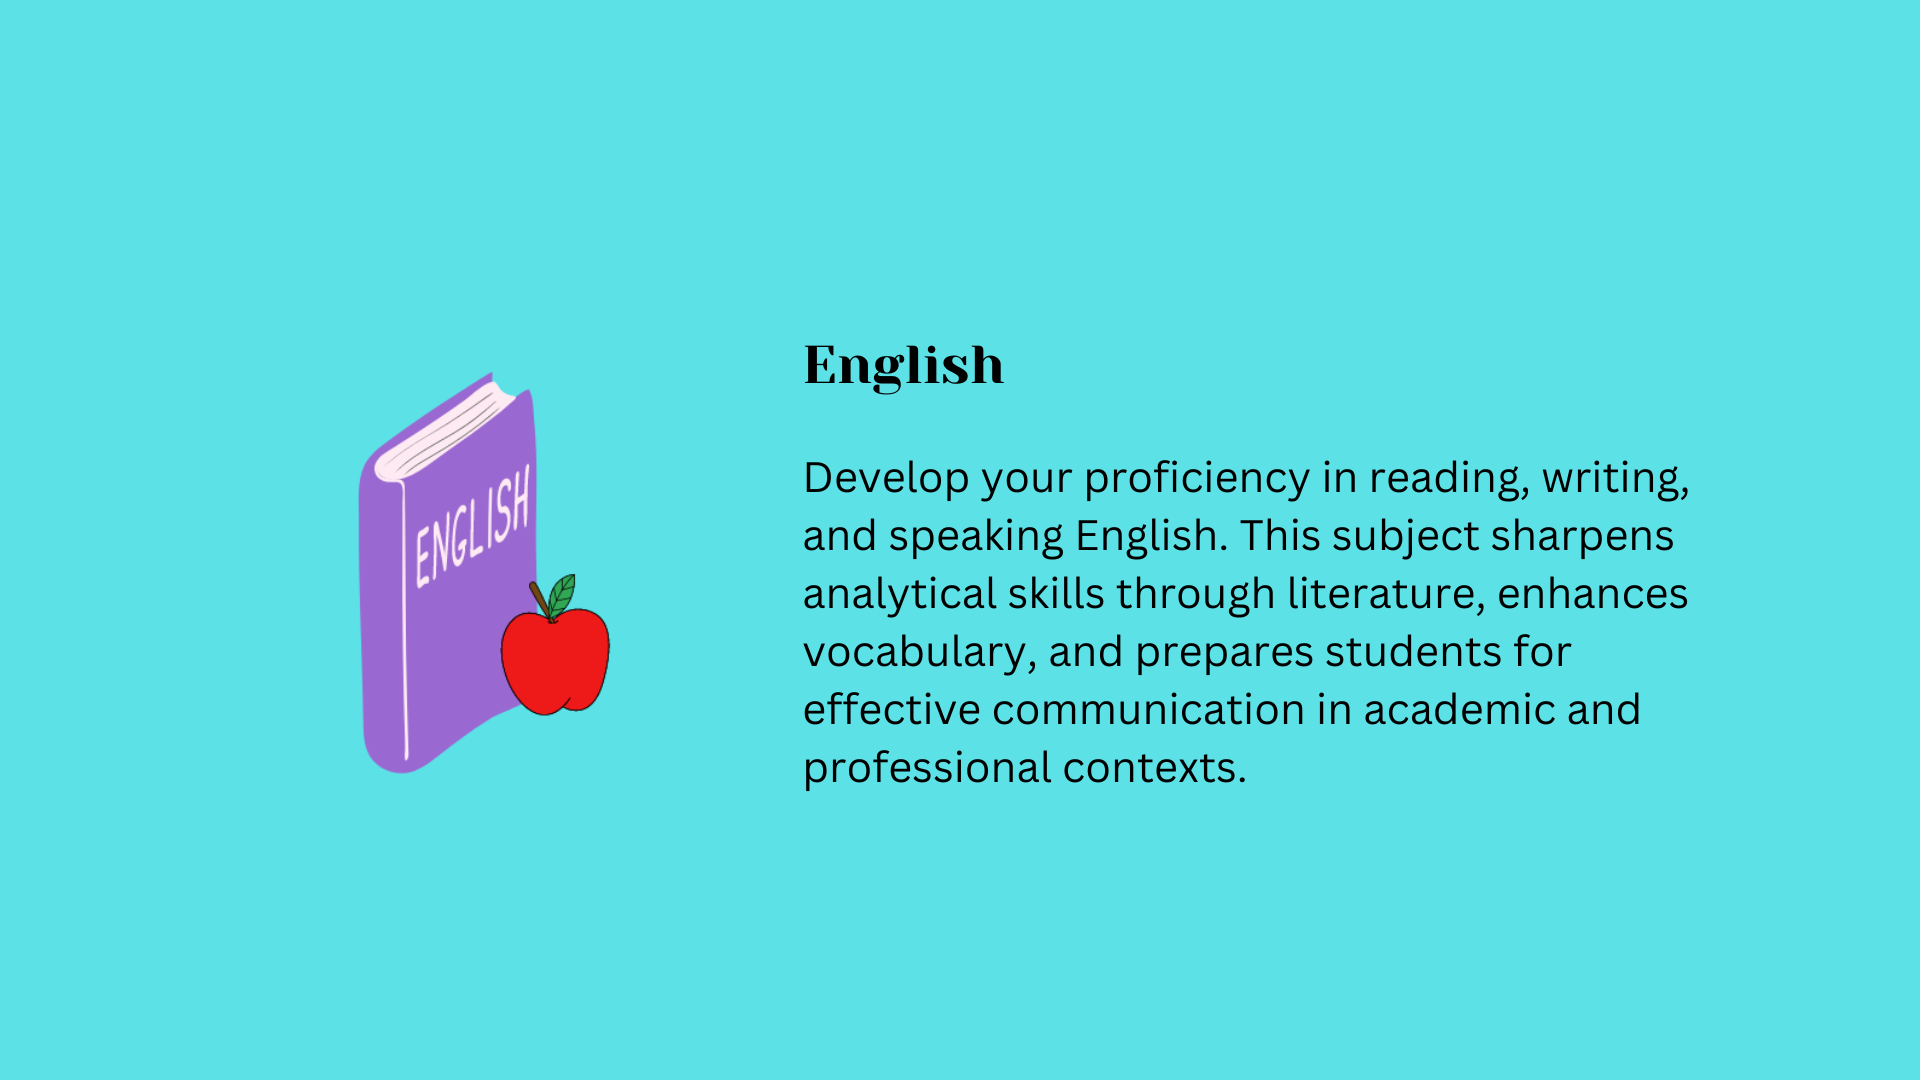 English
ENGLISH
Develop your proficiency in reading, writing,
and speaking English. This subject sharpens
analytical skills through literature, enhances
vocabulary, and prepares students for
effective communication in academic and
professional contexts.